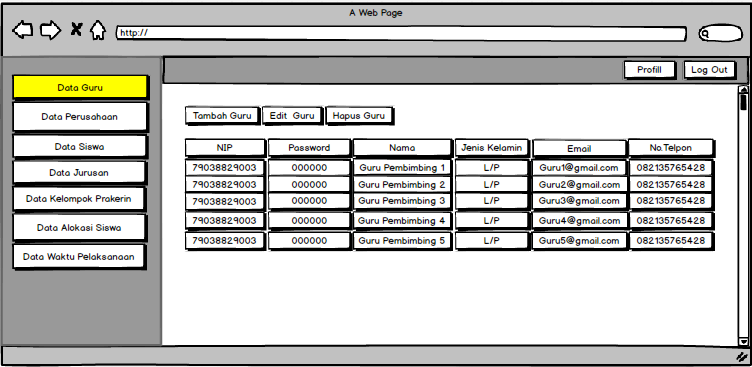 A Web Page
http://
Profill Log Out
Data Guru
Data Perusahaan
Data Siswa
Data Jurusan
Data Kelompok Prakerin
Data Alokasi Siswa
Data Waktu Pelaksanaan
Tambah Guru Edit Guru Hapus Guru
NIP Password Nama Jenis Kelamin Email No.Telpon
79038829003 000000 Guru Pembimbing 1 L/P Guru1@gmail.com 082135765428
79038829003 000000 Guru Pembimbing 2 L/P Guru2@gmail.com 082135765428
79038829003 000000 Guru Pembimbing 3 L/P Guru3@gmail.com 082135765428
79038829003 000000 Guru Pembimbing 4 L/P Guru4@gmail.com 082135765428
79038829003 000000 Guru Pembimbing 5 L/P Guru5@gmail.com 082135765428